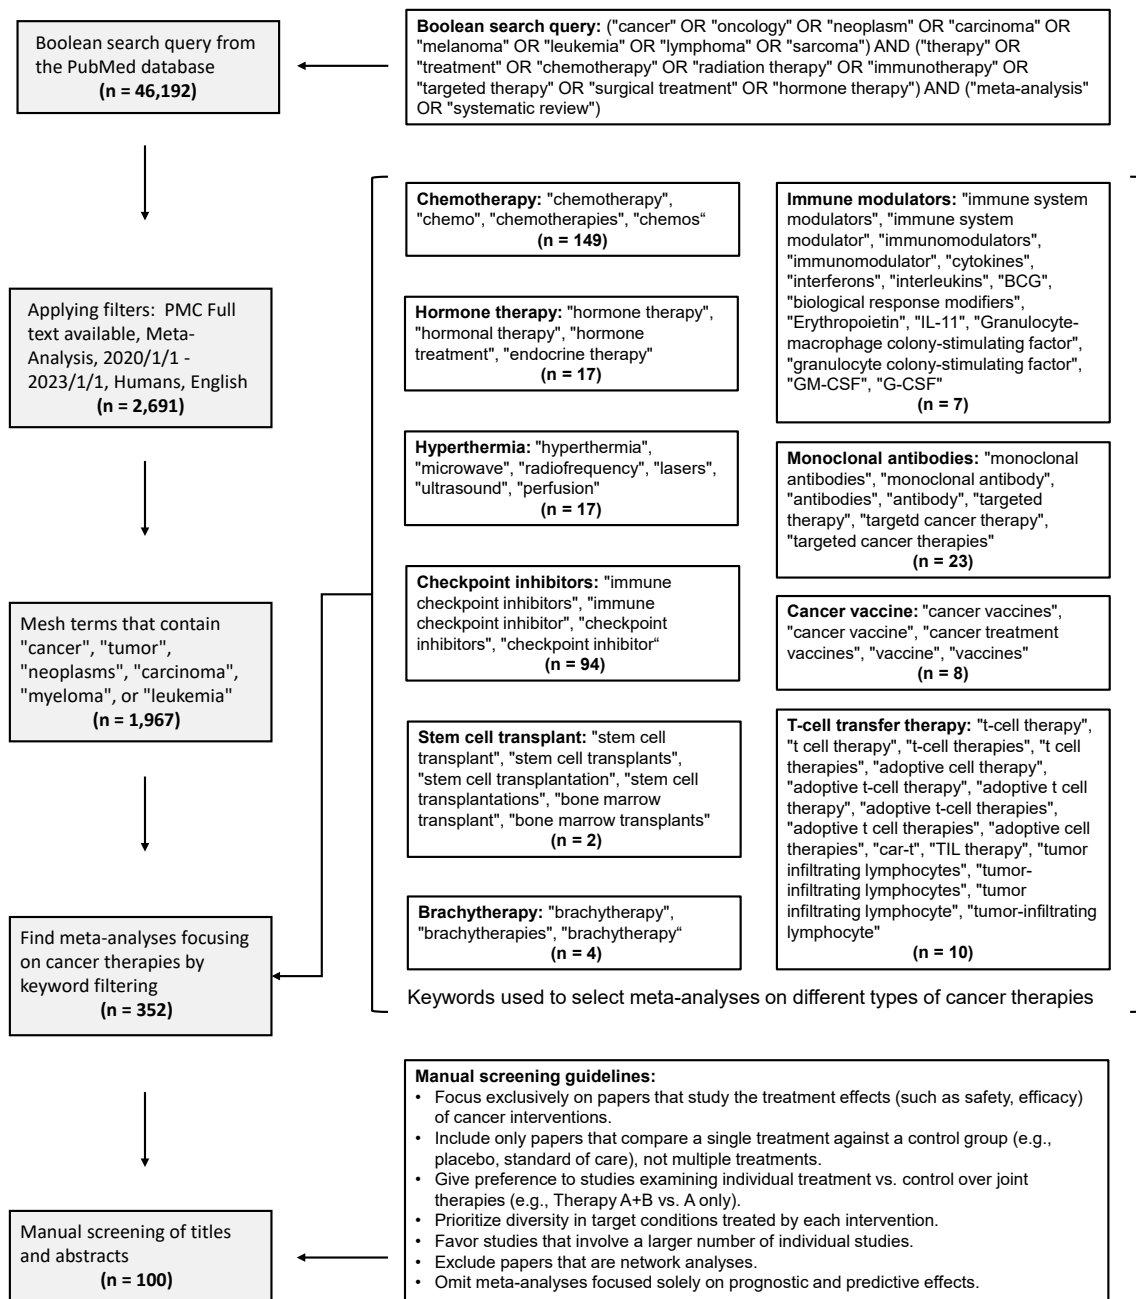 Boolean search query from
the PubMed database
(n = 46,192)
Boolean search query: ("cancer" OR "oncology" OR "neoplasm" OR "carcinoma" OR
"melanoma" OR "leukemia" OR "lymphoma" OR "sarcoma") AND ("therapy" OR
"treatment" OR "chemotherapy" OR "radiation therapy" OR "immunotherapy" OR
"targeted therapy" OR "surgical treatment" OR "hormone therapy") AND ("meta-analysis"
OR "systematic review")
Applying filters: PMC Full
text available, Meta-
Analysis, 2020/1/1 -
2023/1/1, Humans, English
(n = 2,691)
Mesh terms that contain
"cancer", "tumor",
"neoplasms", "carcinoma",
"myeloma", or "leukemia"
(n = 1,967)
Find meta-analyses focusing
on cancer therapies by
keyword filtering
(n = 352)
Chemotherapy: "chemotherapy",
"chemo", "chemotherapies", "chemos“
(n = 149)
Hormone therapy: "hormone therapy",
"hormonal therapy", "hormone
treatment", "endocrine therapy"
(n = 17)
Hyperthermia: "hyperthermia",
"microwave", "radiofrequency", "lasers",
"ultrasound", "perfusion"
(n = 17)
Checkpoint inhibitors: "immune
checkpoint inhibitors", "immune
checkpoint inhibitor", "checkpoint
inhibitors", "checkpoint inhibitor“
(n = 94)
Stem cell transplant: "stem cell
transplant", "stem cell transplants",
"stem cell transplantation", "stem cell
transplantations", "bone marrow
transplant", "bone marrow transplants"
(n = 2)
Brachytherapy: "brachytherapy",
"brachytherapies", "brachytherapy“
(n = 4)
Immune modulators: "immune system
modulators", "immune system
modulator", "immunomodulators",
"immunomodulator", "cytokines",
"interferons", "interleukins", "BCG",
"biological response modifiers",
"Erythropoietin", "IL-11", "Granulocyte-
macrophage colony-stimulating factor",
"granulocyte colony-stimulating factor",
"GM-CSF", "G-CSF"
(n = 7)
Monoclonal antibodies: "monoclonal
antibodies", "monoclonal antibody",
"antibodies", "antibody", "targeted
therapy", "targetd cancer therapy",
"targeted cancer therapies"
(n = 23)
Cancer vaccine: "cancer vaccines",
"cancer vaccine", "cancer treatment
vaccines", "vaccine", "vaccines"
(n = 8)
T-cell transfer therapy: "t-cell therapy",
"t cell therapy", "t-cell therapies", "t cell
therapies", "adoptive cell therapy",
"adoptive t-cell therapy", "adoptive t cell
therapy", "adoptive t-cell therapies",
"adoptive t cell therapies", "adoptive cell
therapies", "car-t", "TIL therapy", "tumor
infiltrating lymphocytes", "tumor-
infiltrating lymphocytes", "tumor
infiltrating lymphocyte", "tumor-infiltrating
lymphocyte"
(n = 10)
Keywords used to select meta-analyses on different types of cancer therapies
Manual screening of titles
and abstracts
(n = 100)
Manual screening guidelines:
• Focus exclusively on papers that study the treatment effects (such as safety, efficacy)
of cancer interventions.
• Include only papers that compare a single treatment against a control group (e.g.,
placebo, standard of care), not multiple treatments.
• Give preference to studies examining individual treatment vs. control over joint
therapies (e.g., Therapy A+B vs. A only).
• Prioritize diversity in target conditions treated by each intervention.
• Favor studies that involve a larger number of individual studies.
• Exclude papers that are network analyses.
• Omit meta-analyses focused solely on prognostic and predictive effects.